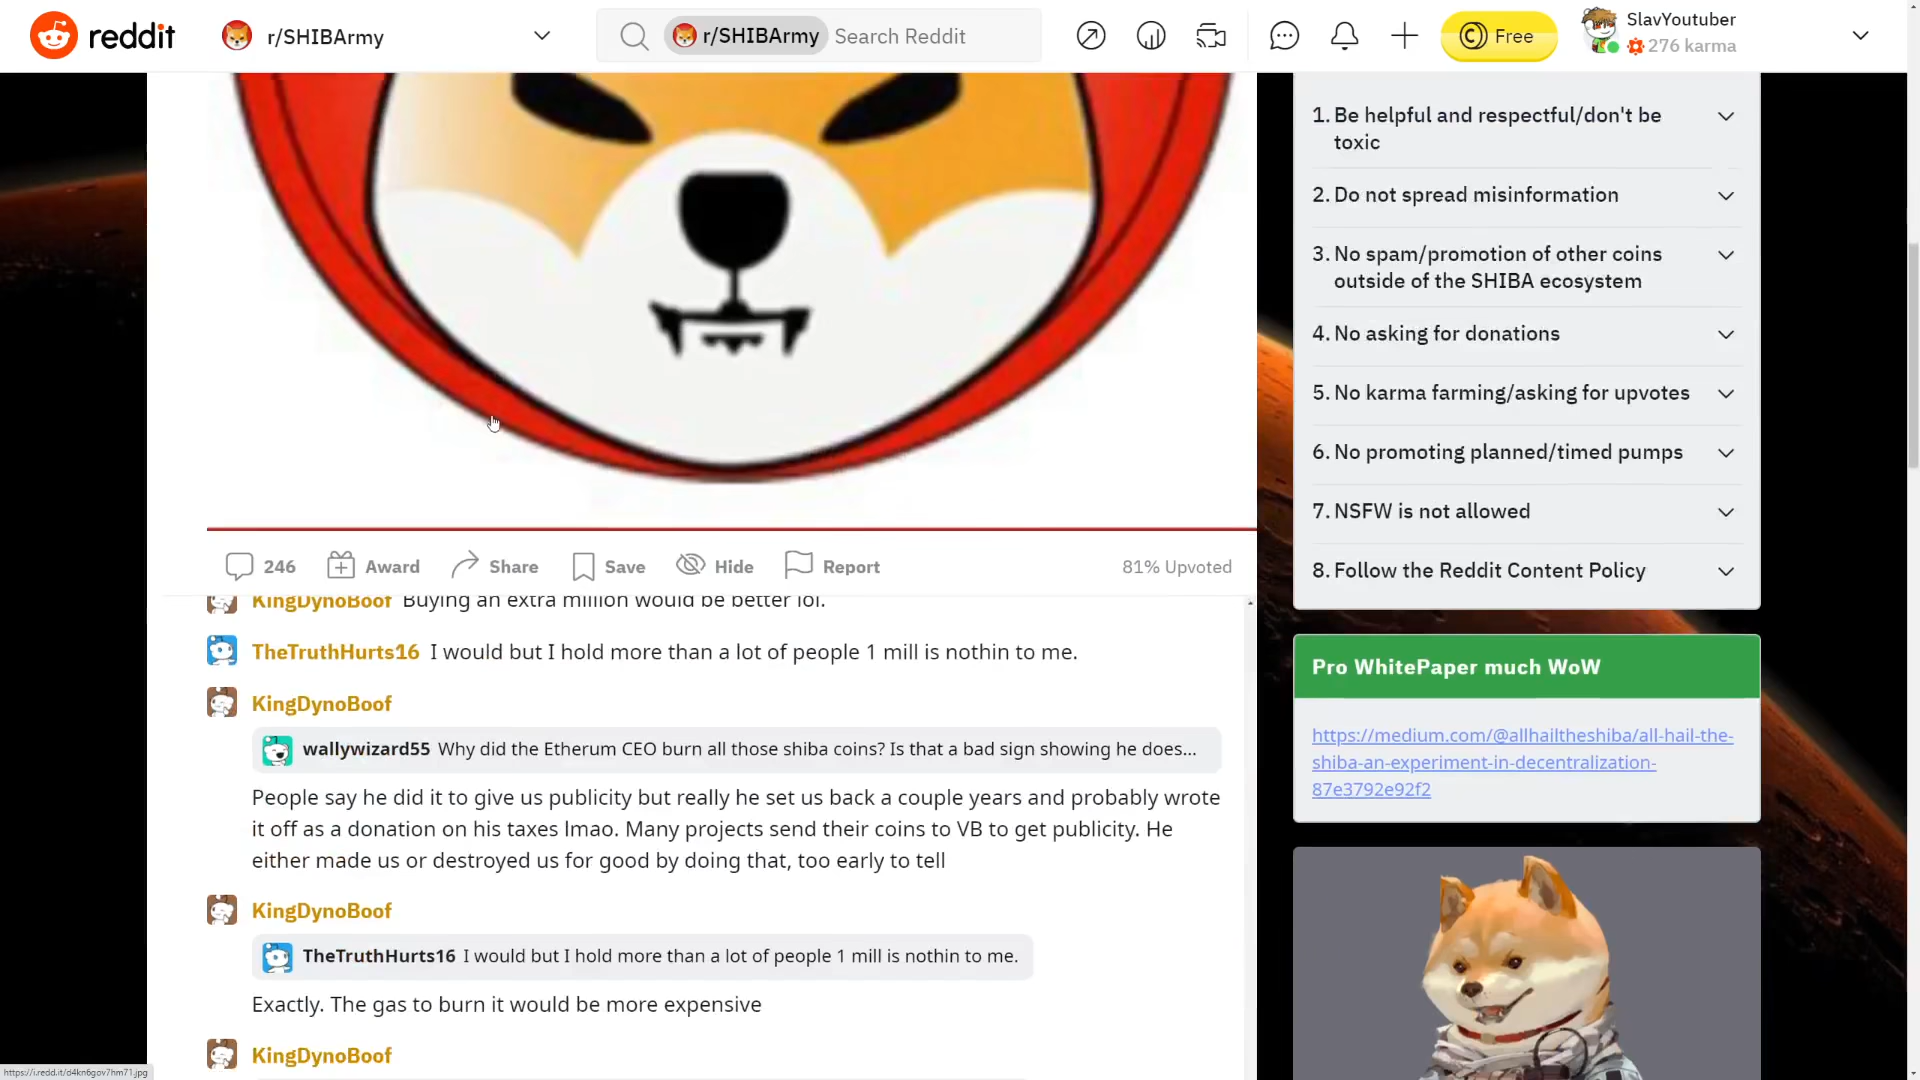 reddit
r/SHIBArmy
r/SHIBArmy Search Reddit
Free
SlavYoutuber
276 karma
246 Award Share Save Hide Report 81% Upvoted
KingDynoBoof Buying an extra million would be better lol.
TheTruthHurts16 I would but I hold more than a lot of people 1 mill is nothin to me.
KingDynoBoof
wallywizard55 Why did the Etherum CEO burn all those shiba coins? Is that a bad sign showing he does...
People say he did it to give us publicity but really he set us back a couple years and probably wrote
it off as a donation on his taxes lmao. Many projects send their coins to VB to get publicity. He
either made us or destroyed us for good by doing that, too early to tell
KingDynoBoof
TheTruthHurts16 I would but I hold more than a lot of people 1 mill is nothin to me.
Exactly. The gas to burn it would be more expensive
KingDynoBoof
1. Be helpful and respectful/don't be
toxic
2. Do not spread misinformation
3. No spam/promotion of other coins
outside of the SHIBA ecosystem
4. No asking for donations
5. No karma farming/asking for upvotes
6. No promoting planned/timed pumps
7. NSFW is not allowed
8. Follow the Reddit Content Policy
Pro WhitePaper much WoW
https://medium.com/@allhailtheshiba/all-hail-the-
shiba-an-experiment-in-decentralization-
87e3792e92f2
https://i.redd.it/d4kn6gov7hm71.jpg